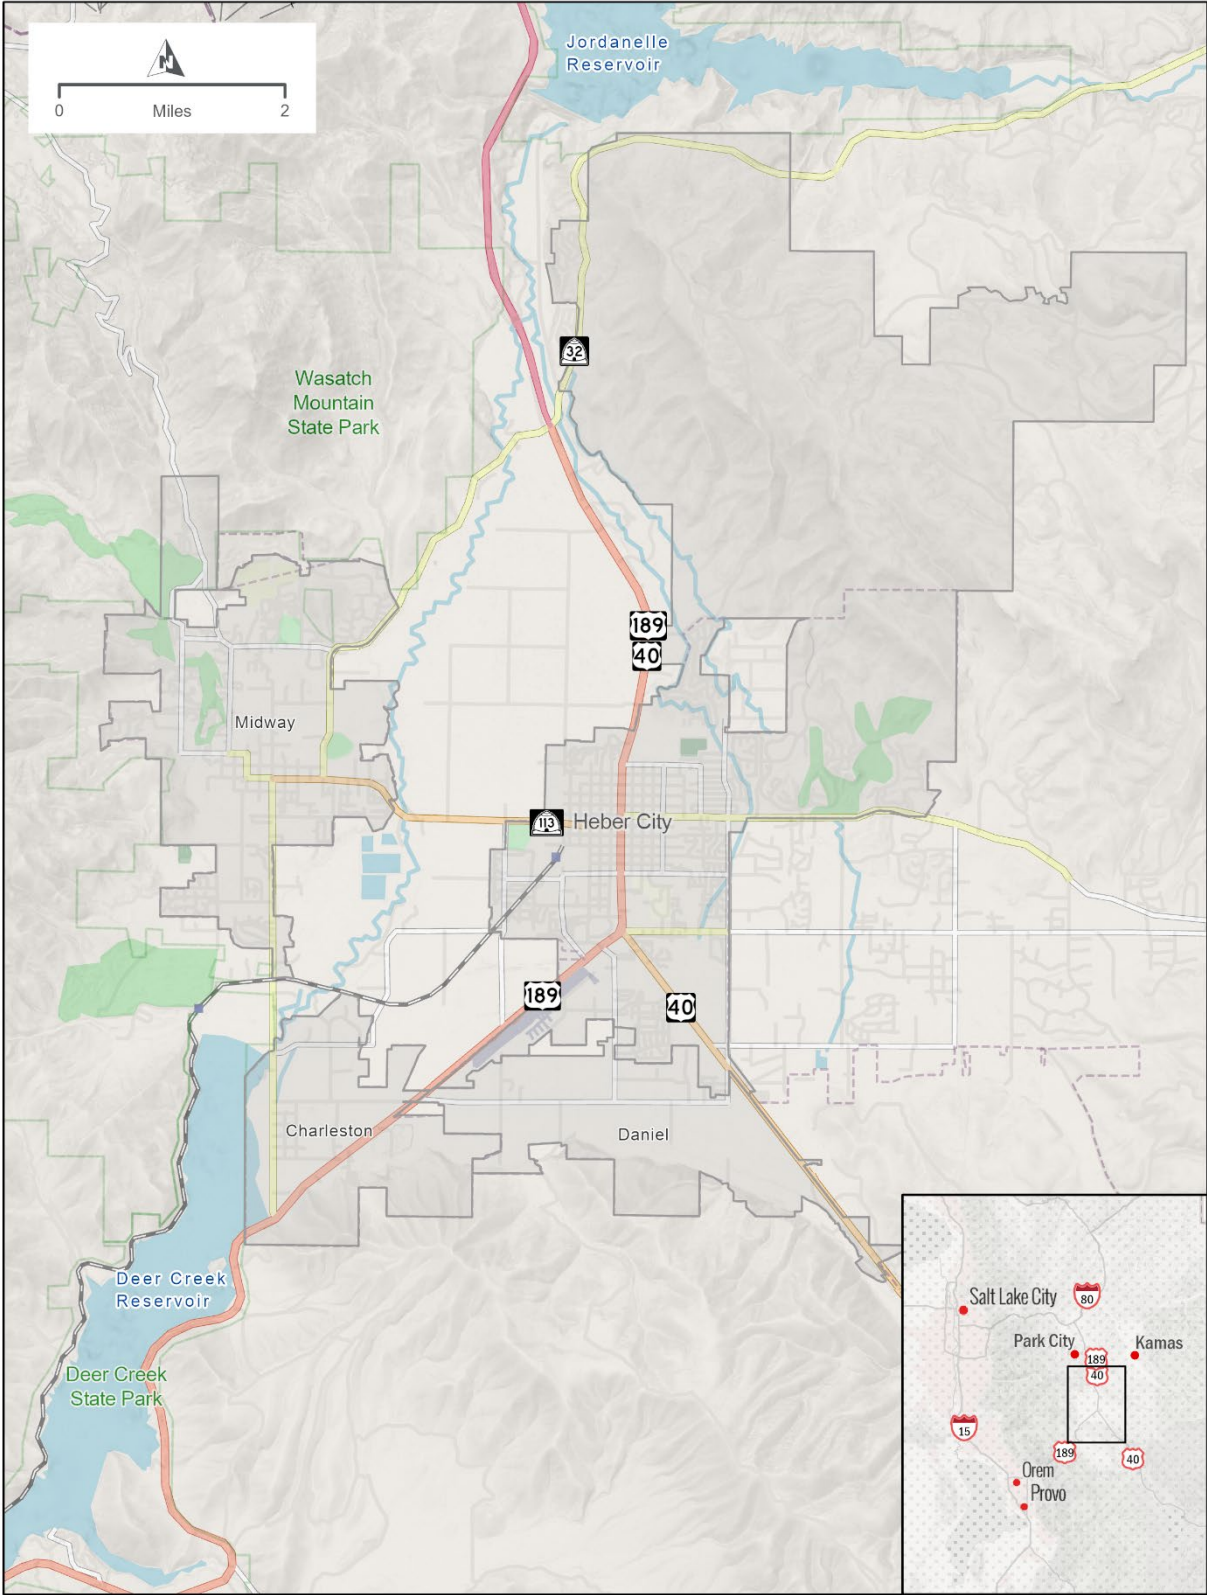 Jordanelle
Reservoir
N
0 Miles 2
32
Wasatch
Mountain
State Park
189
40
Midway
113 Heber City
189
40
Charleston
Daniel
Deer Creek
Reservoir
Deer Creek
State Park
Salt Lake City
80
Park City
Kamas
189
40
15
189
40
Orem
Provo